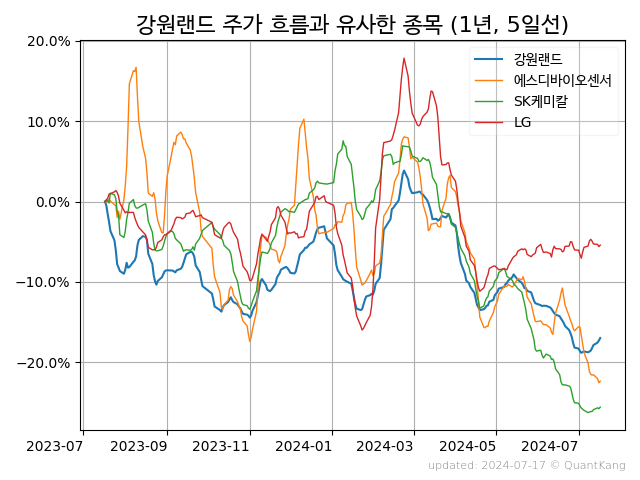 강원랜드 주가 흐름과 유사한 종목 (1년, 5일선)
강원랜드
에스디바이오센서
SK케미칼
LG
20.0%
10.0%
0.0%
−10.0%
−20.0%
2023-07 2023-09 2023-11 2024-01 2024-03 2024-05 2024-07
updated: 2024-07-17 © QuantKang